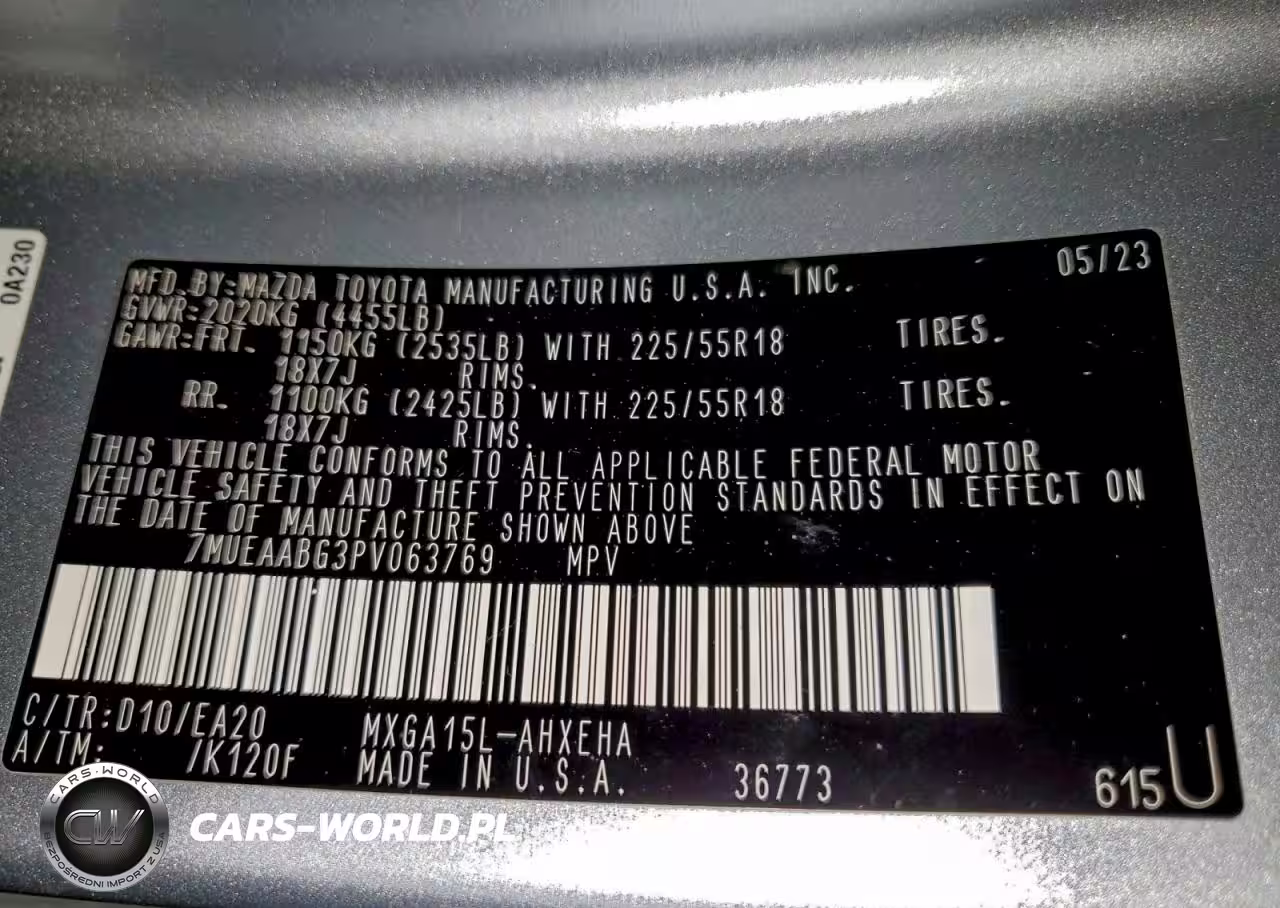 0A230
05/23
MFD. BY:MAZDA TOYOTA MANUFACTURING U.S.A. INC.
GVWR:2020KG (4455LB)
GAWR:FRT. 1150KG (2535LB) WITH 225/55R18 TIRES.
18X7J RIMS.
RR. 1100KG (2425LB) WITH 225/55R18 TIRES.
18X7J RIMS.
THIS VEHICLE CONFORMS TO ALL APPLICABLE FEDERAL MOTOR
VEHICLE SAFETY AND THEFT PREVENTION STANDARDS IN EFFECT ON
THE DATE OF MANUFACTURE SHOWN ABOVE
7MUEAABG3PV063769 MPV
C/TR:D10/EA20 MXGA15L-AHXEHA
A/TM: /K120F MADE IN U.S.A. 36773 615U
CARS-WORLD
CW
BEZPOŚREDNI IMPORT Z USA
CARS-WORLD.PL